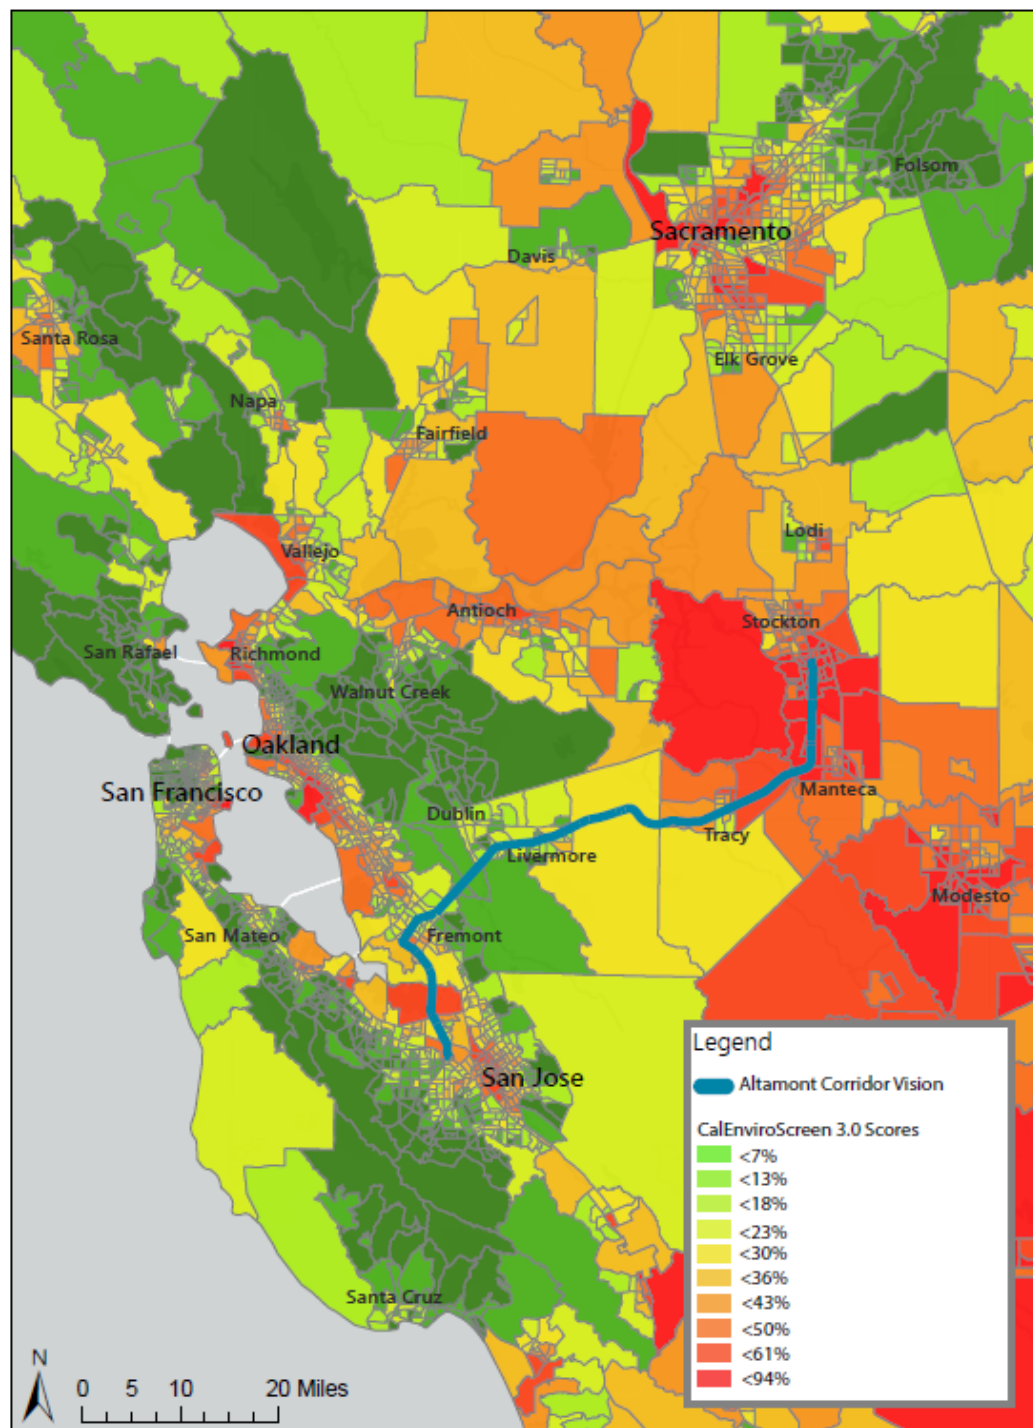 Folsom
Sacramento
Davis
Santa Rosa
Elk Grove
Napa
Fairfield
Lodi
Vallejo
Antioch
Stockton
San Rafael
Richmond
Walnut Creek
Oakland
San Francisco
Manteca
Dublin
Tracy
Livermore
Modesto
San Mateo
Fremont
San Jose
Santa Cruz
Legend
Altamont Corridor Vision
CalEnviroScreen 3.0 Scores
<7%
<13%
<18%
<23%
<30%
<36%
<43%
<50%
<61%
<94%
N
0 5 10 20 Miles